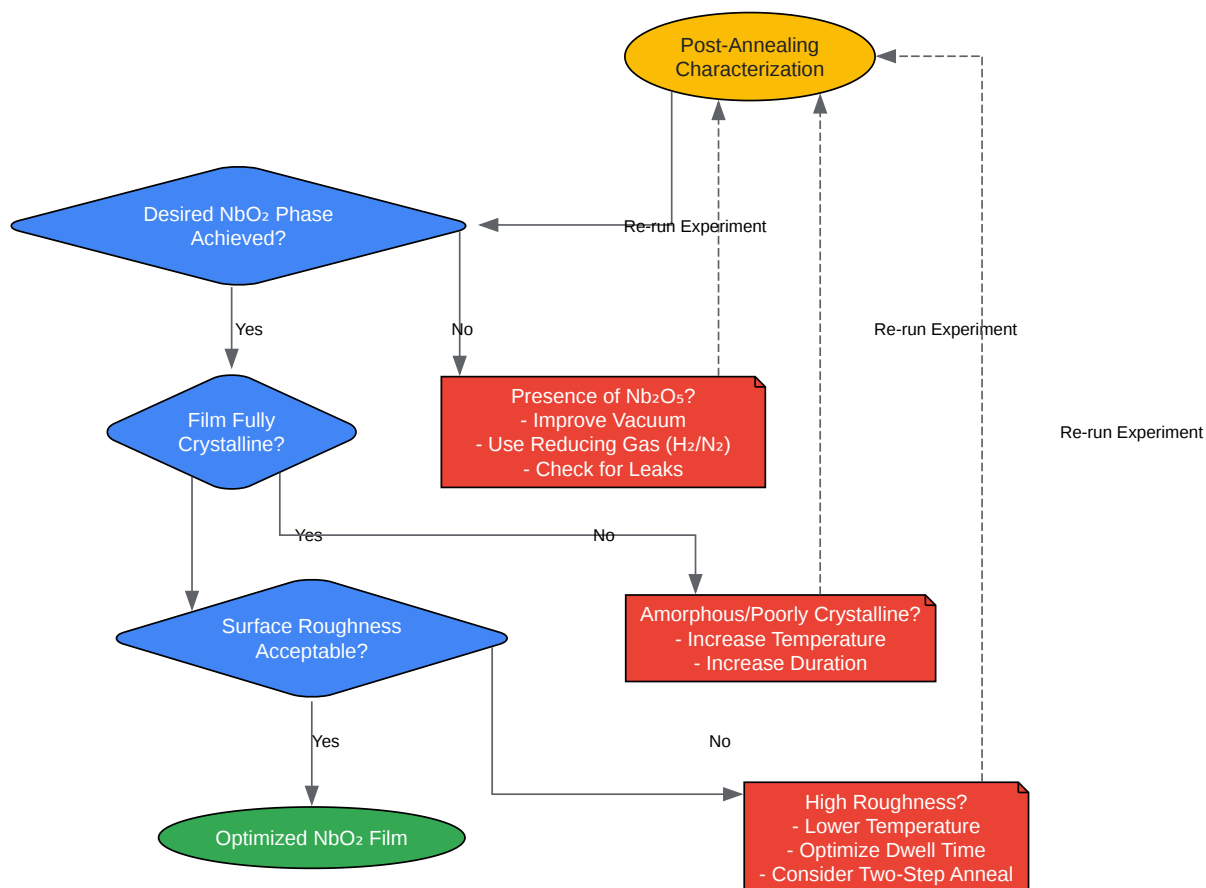 Post-Annealing
Characterization
Desired NbO₂ Phase
Achieved?
Re-run Experiment
Yes
No
Re-run Experiment
Presence of Nb₂O₅?
- Improve Vacuum
- Use Reducing Gas (H₂/N₂)
- Check for Leaks
Film Fully
Crystalline?
Re-run Experiment
Yes
No
Amorphous/Poorly Crystalline?
- Increase Temperature
- Increase Duration
Surface Roughness
Acceptable?
Yes
No
High Roughness?
- Lower Temperature
- Optimize Dwell Time
- Consider Two-Step Anneal
Optimized NbO₂ Film